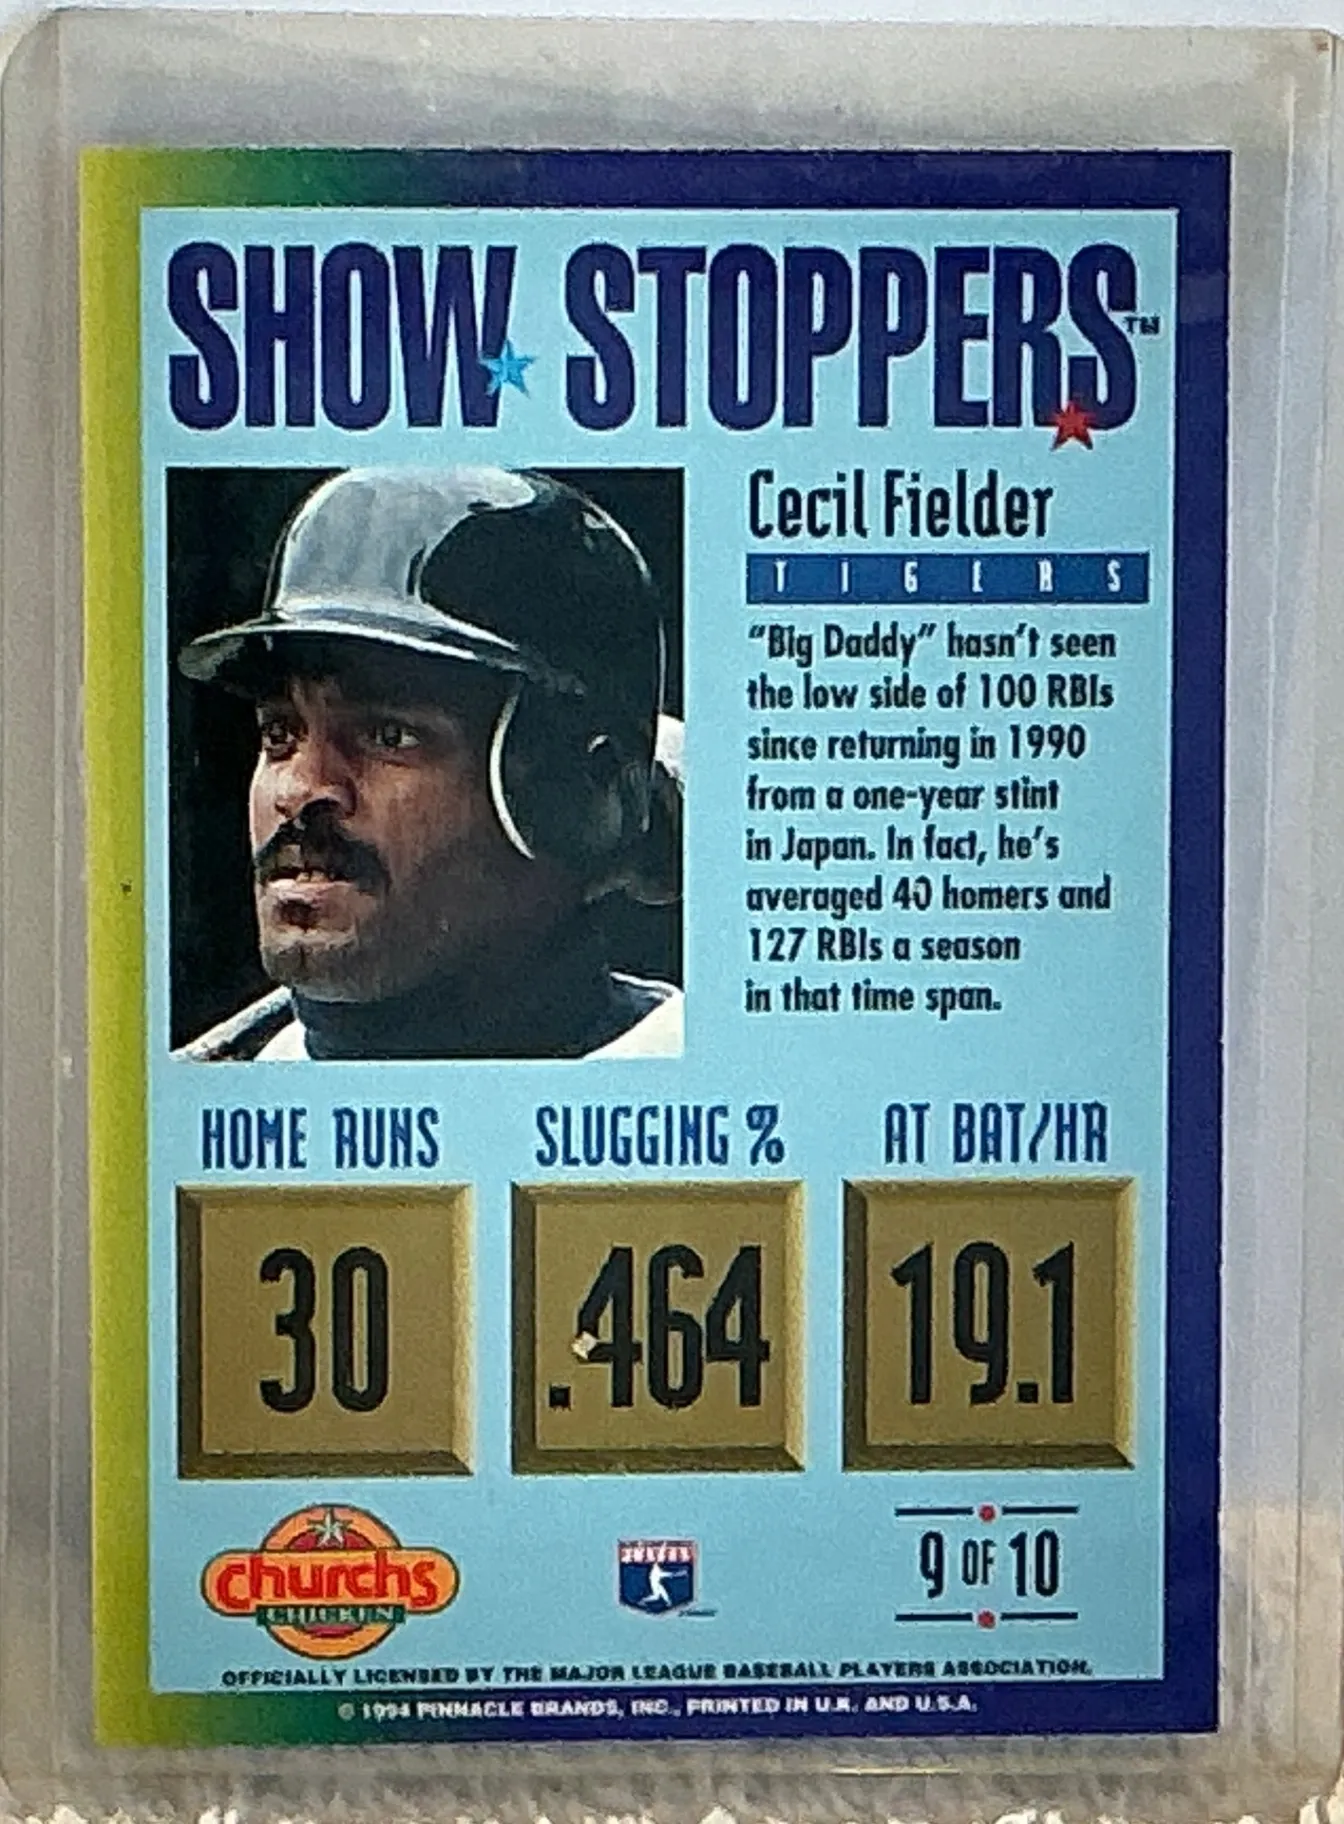 SHOW STOPPERS™
Cecil Fielder
TIGERS
"Big Daddy" hasn't seen
the low side of 100 RBIs
since returning in 1990
from a one-year stint
in Japan. In fact, he's
averaged 40 homers and
127 RBIs a season
in that time span.
HOME RUNS SLUGGING % AT BAT/HR
30 .464 19.1
churchs
CHICKEN
PLAYERS
9 OF 10
OFFICIALLY LICENSED BY THE MAJOR LEAGUE BASEBALL PLAYERS ASSOCIATION.
© 1994 PINNACLE BRANDS, INC., PRINTED IN U.K. AND U.S.A.